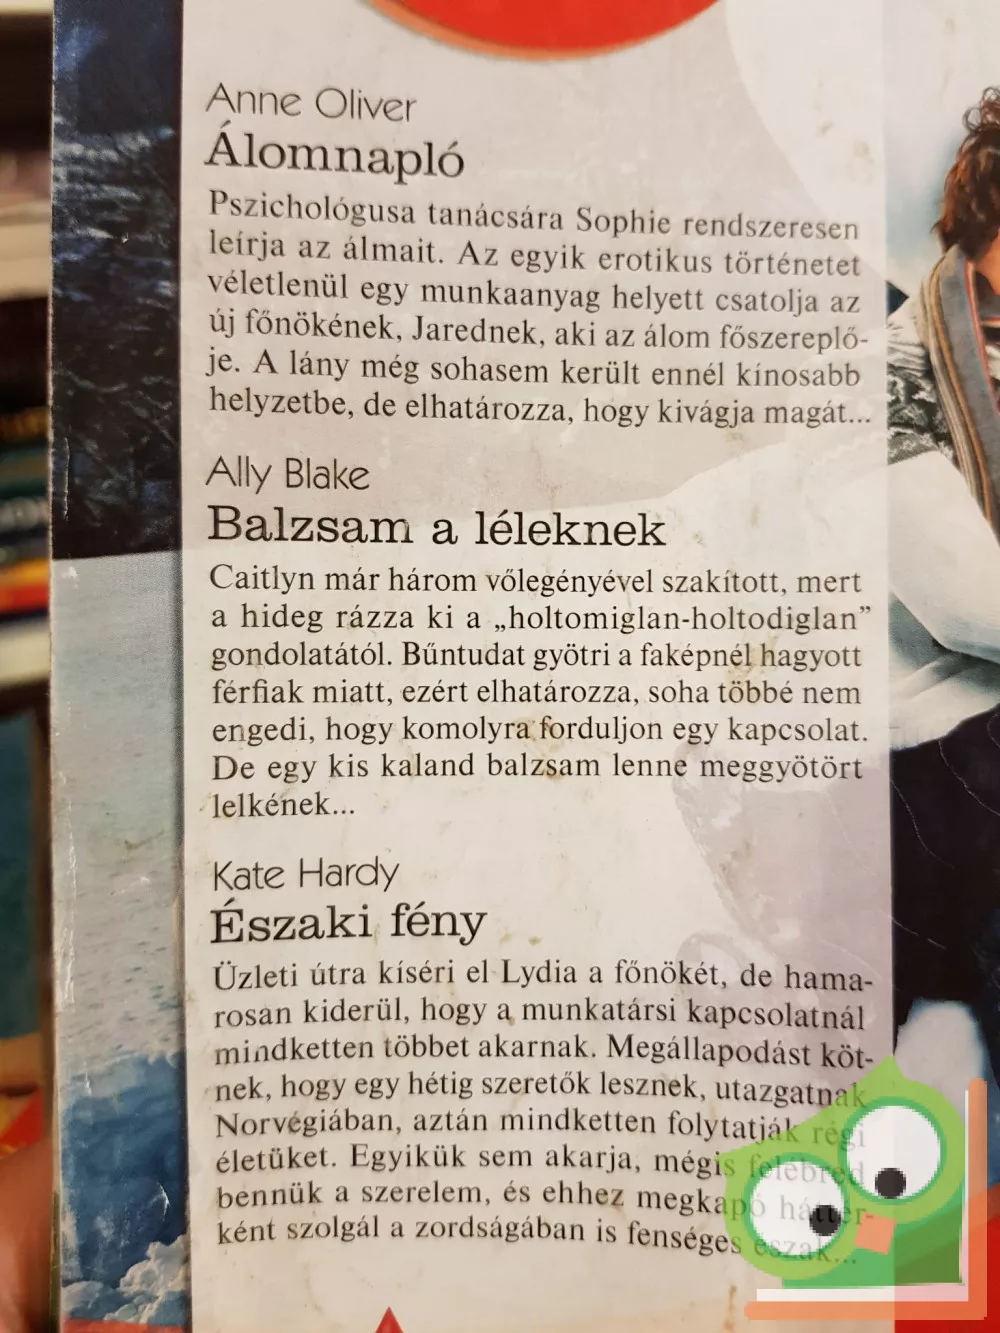 Anne Oliver
Álomnapló
Pszichológusa tanácsára Sophie rendszeresen
leírja az álmait. Az egyik erotikus történetet
véletlenül egy munkaanyag helyett csatolja az
új főnökének, Jarednek, aki az álom főszereplő-
je. A lány még sohasem került ennél kínosabb
helyzetbe, de elhatározza, hogy kivágja magát...
Ally Blake
Balzsam a léleknek
Caitlyn már három vőlegényével szakított, mert
a hideg rázza ki a „holtomiglan-holtodiglan”
gondolatától. Bűntudat gyötri a faképnél hagyott
férfiak miatt, ezért elhatározza, soha többé nem
engedi, hogy komolyra forduljon egy kapcsolat.
De egy kis kaland balzsam lenne meggyötört
lelkének...
Kate Hardy
Északi fény
Üzleti útra kíséri el Lydia a főnökét, de hama-
rosan kiderül, hogy a munkatársi kapcsolatnál
mindketten többet akarnak. Megállapodást köt-
nek, hogy egy hétig szeretők lesznek, utazgatnak
Norvégiában, aztán mindketten folytatják régi
életüket. Egyikük sem akarja, mégis felébred
bennük a szerelem, és ehhez megkapó háttér-
ként szolgál a zordságában is fenséges észak...